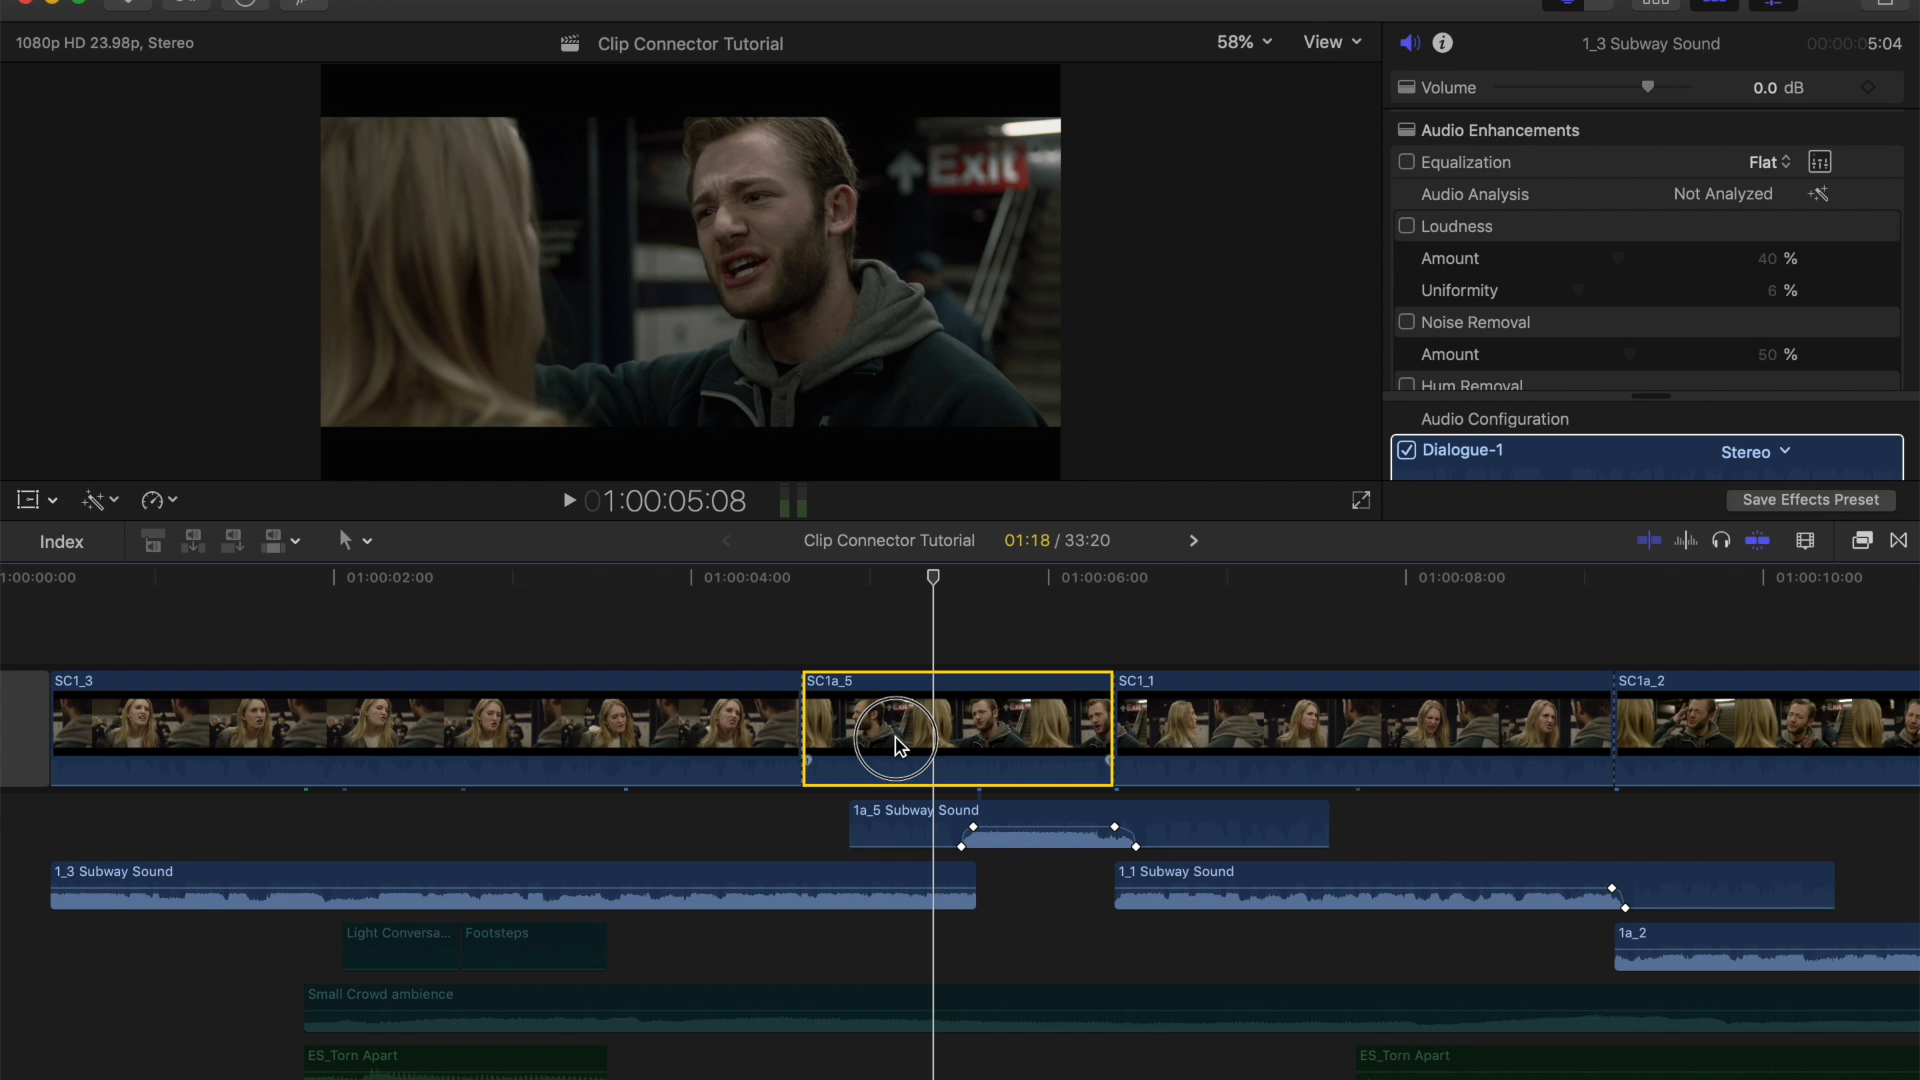 1080p HD 23.98p, Stereo
Clip Connector Tutorial
58%
View
1_3 Subway Sound
00:00:05:04
Volume
0.0 dB
Audio Enhancements
Equalization
Flat
Audio Analysis
Not Analyzed
Loudness
Amount
40 %
Uniformity
6 %
Noise Removal
Amount
50 %
Hum Removal
Audio Configuration
Dialogue-1
Stereo
Save Effects Preset
Exit
01:00:05:08
Index
Clip Connector Tutorial
01:18 / 33:20
1:00:00:00
01:00:02:00
01:00:04:00
01:00:06:00
01:00:08:00
01:00:10:00
SC1_3
SC1a_5
SC1_1
SC1a_2
1a_5 Subway Sound
1_3 Subway Sound
1_1 Subway Sound
Light Conversa...
Footsteps
1a_2
Small Crowd ambience
ES_Torn Apart
ES_Torn Apart